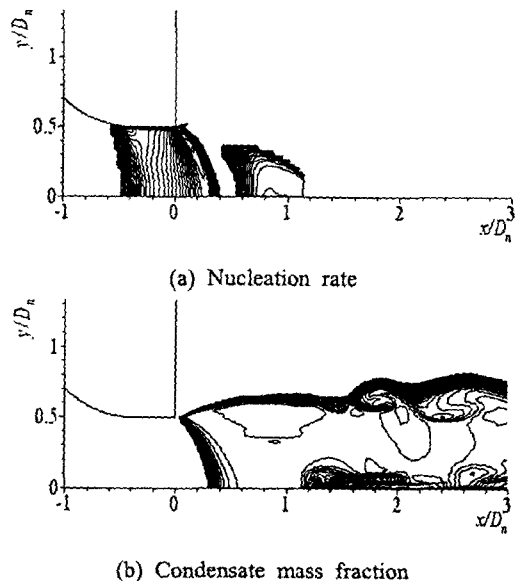 y/Dn
1
0.5
0
-1 0 1 2 3
x/Dn
(a) Nucleation rate
y/Dn
1
0.5
0
-1 0 1 2 3
x/Dn
(b) Condensate mass fraction